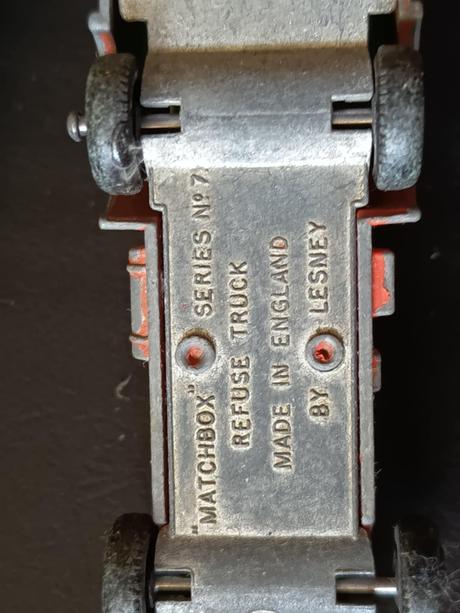 "MATCHBOX" SERIES Nº 7
REFUSE TRUCK
MADE IN ENGLAND
BY LESNEY